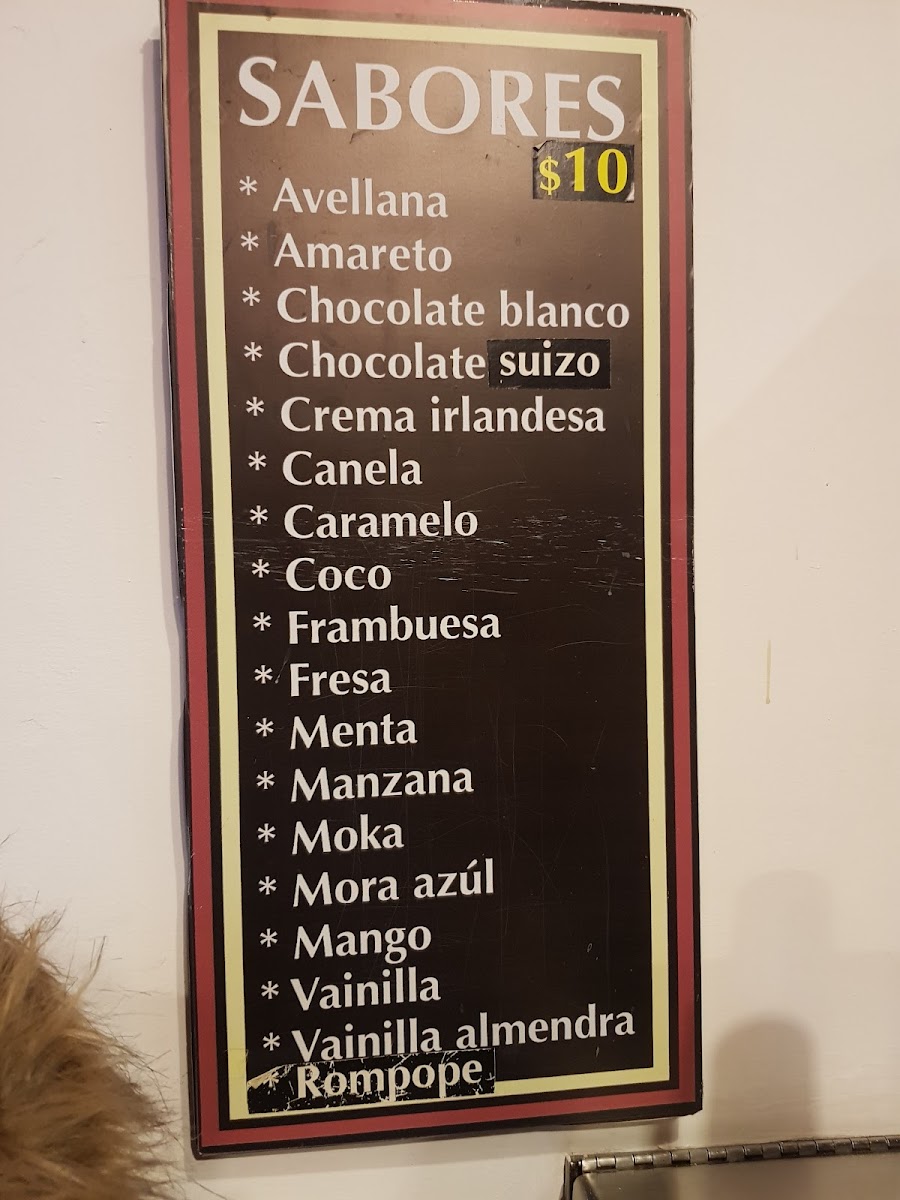 SABORES
$10
* Avellana
* Amareto
* Chocolate blanco
* Chocolate suizo
* Crema irlandesa
* Canela
* Caramelo
* Coco
* Frambuesa
* Fresa
* Menta
* Manzana
* Moka
* Mora azúl
* Mango
* Vainilla
* Vainilla almendra
* Rompope